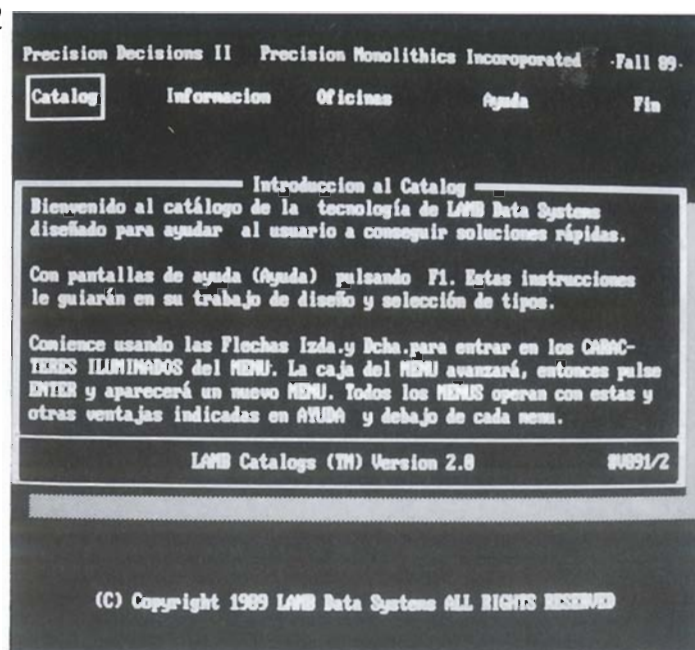 2
Precision Decisions II Precision Monolithics Incoroporated ·Fall 89·
Catalog Informacion Oficinas Ayuda Fin
Introduccion al Catalog
Bienvenido al catálogo de la tecnología de LAMB Data Systems
diseñado para ayudar al usuario a conseguir soluciones rápidas.
Con pantallas de ayuda (Ayuda) pulsando F1. Estas instrucciones
le guiarán en su trabajo de diseño y selección de tipos.
Comience usando las Flechas Izda.y Dcha.para entrar en los CARAC-
TERES ILUMINADOS del MENU. La caja del MENU avanzará, entonces pulse
ENTER y aparecerá un nuevo MENU. Todos los MENUS operan con estas y
otras ventajas indicadas en AYUDA y debajo de cada menu.
LAMB Catalogs (TM) Version 2.0
(C) Copyright 1989 LAMB Data Systems ALL RIGHTS RESERVED